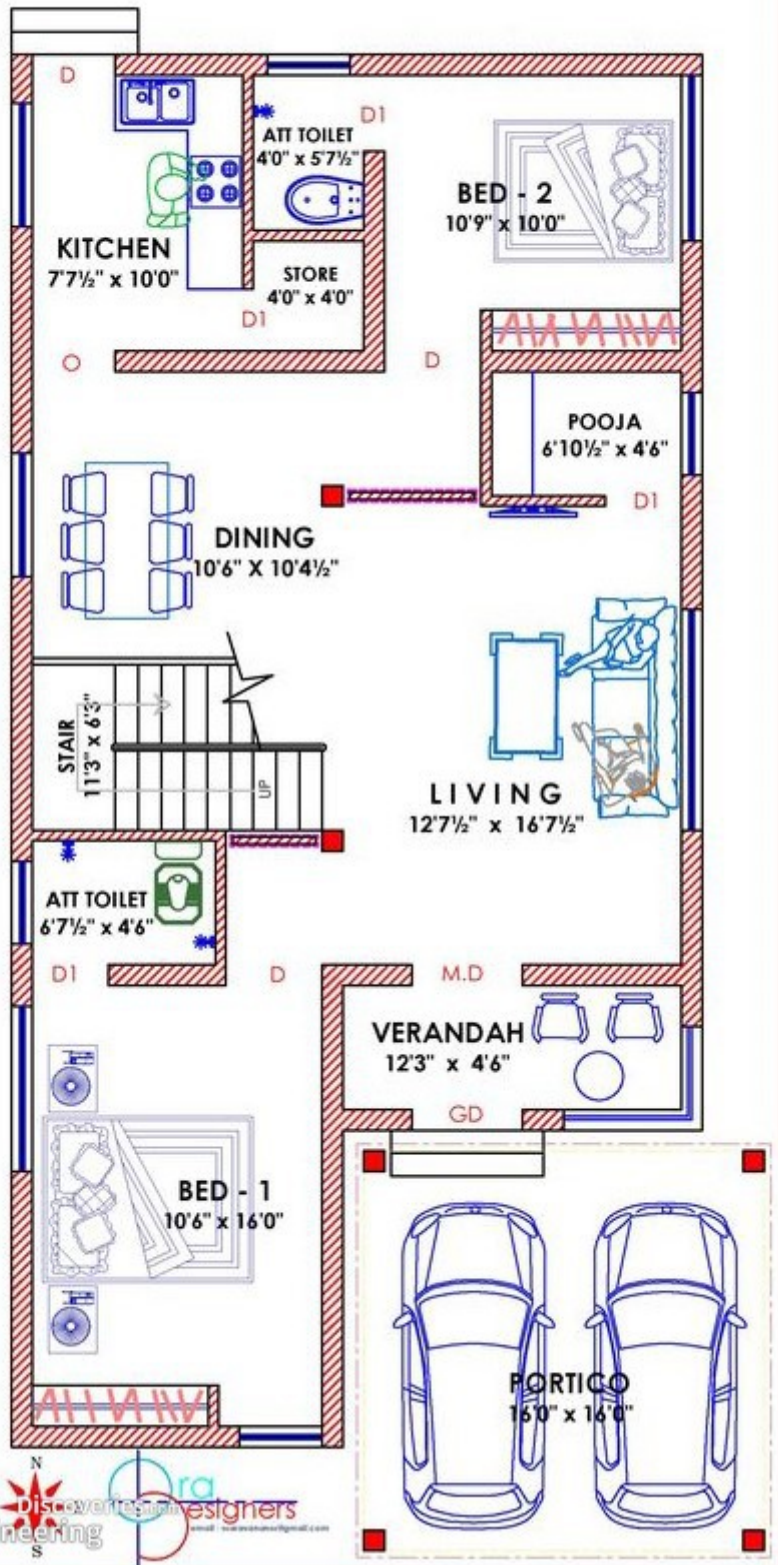 D
D1
ATT TOILET
4'0" x 5'7½"
BED - 2
10'9" x 10'0"
KITCHEN
7'7½" x 10'0"
STORE
4'0" x 4'0"
D1
O
D
POOJA
6'10½" x 4'6"
D1
DINING
10'6" X 10'4½"
STAIR
11'3" x 6'3"
UP
LIVING
12'7½" x 16'7½"
ATT TOILET
6'7½" x 4'6"
D1
D
M.D
VERANDAH
12'3" x 4'6"
GD
BED - 1
10'6" x 16'0"
PORTICO
16'0" x 16'0"
N
S
ra
esigners
Discoveries
neering